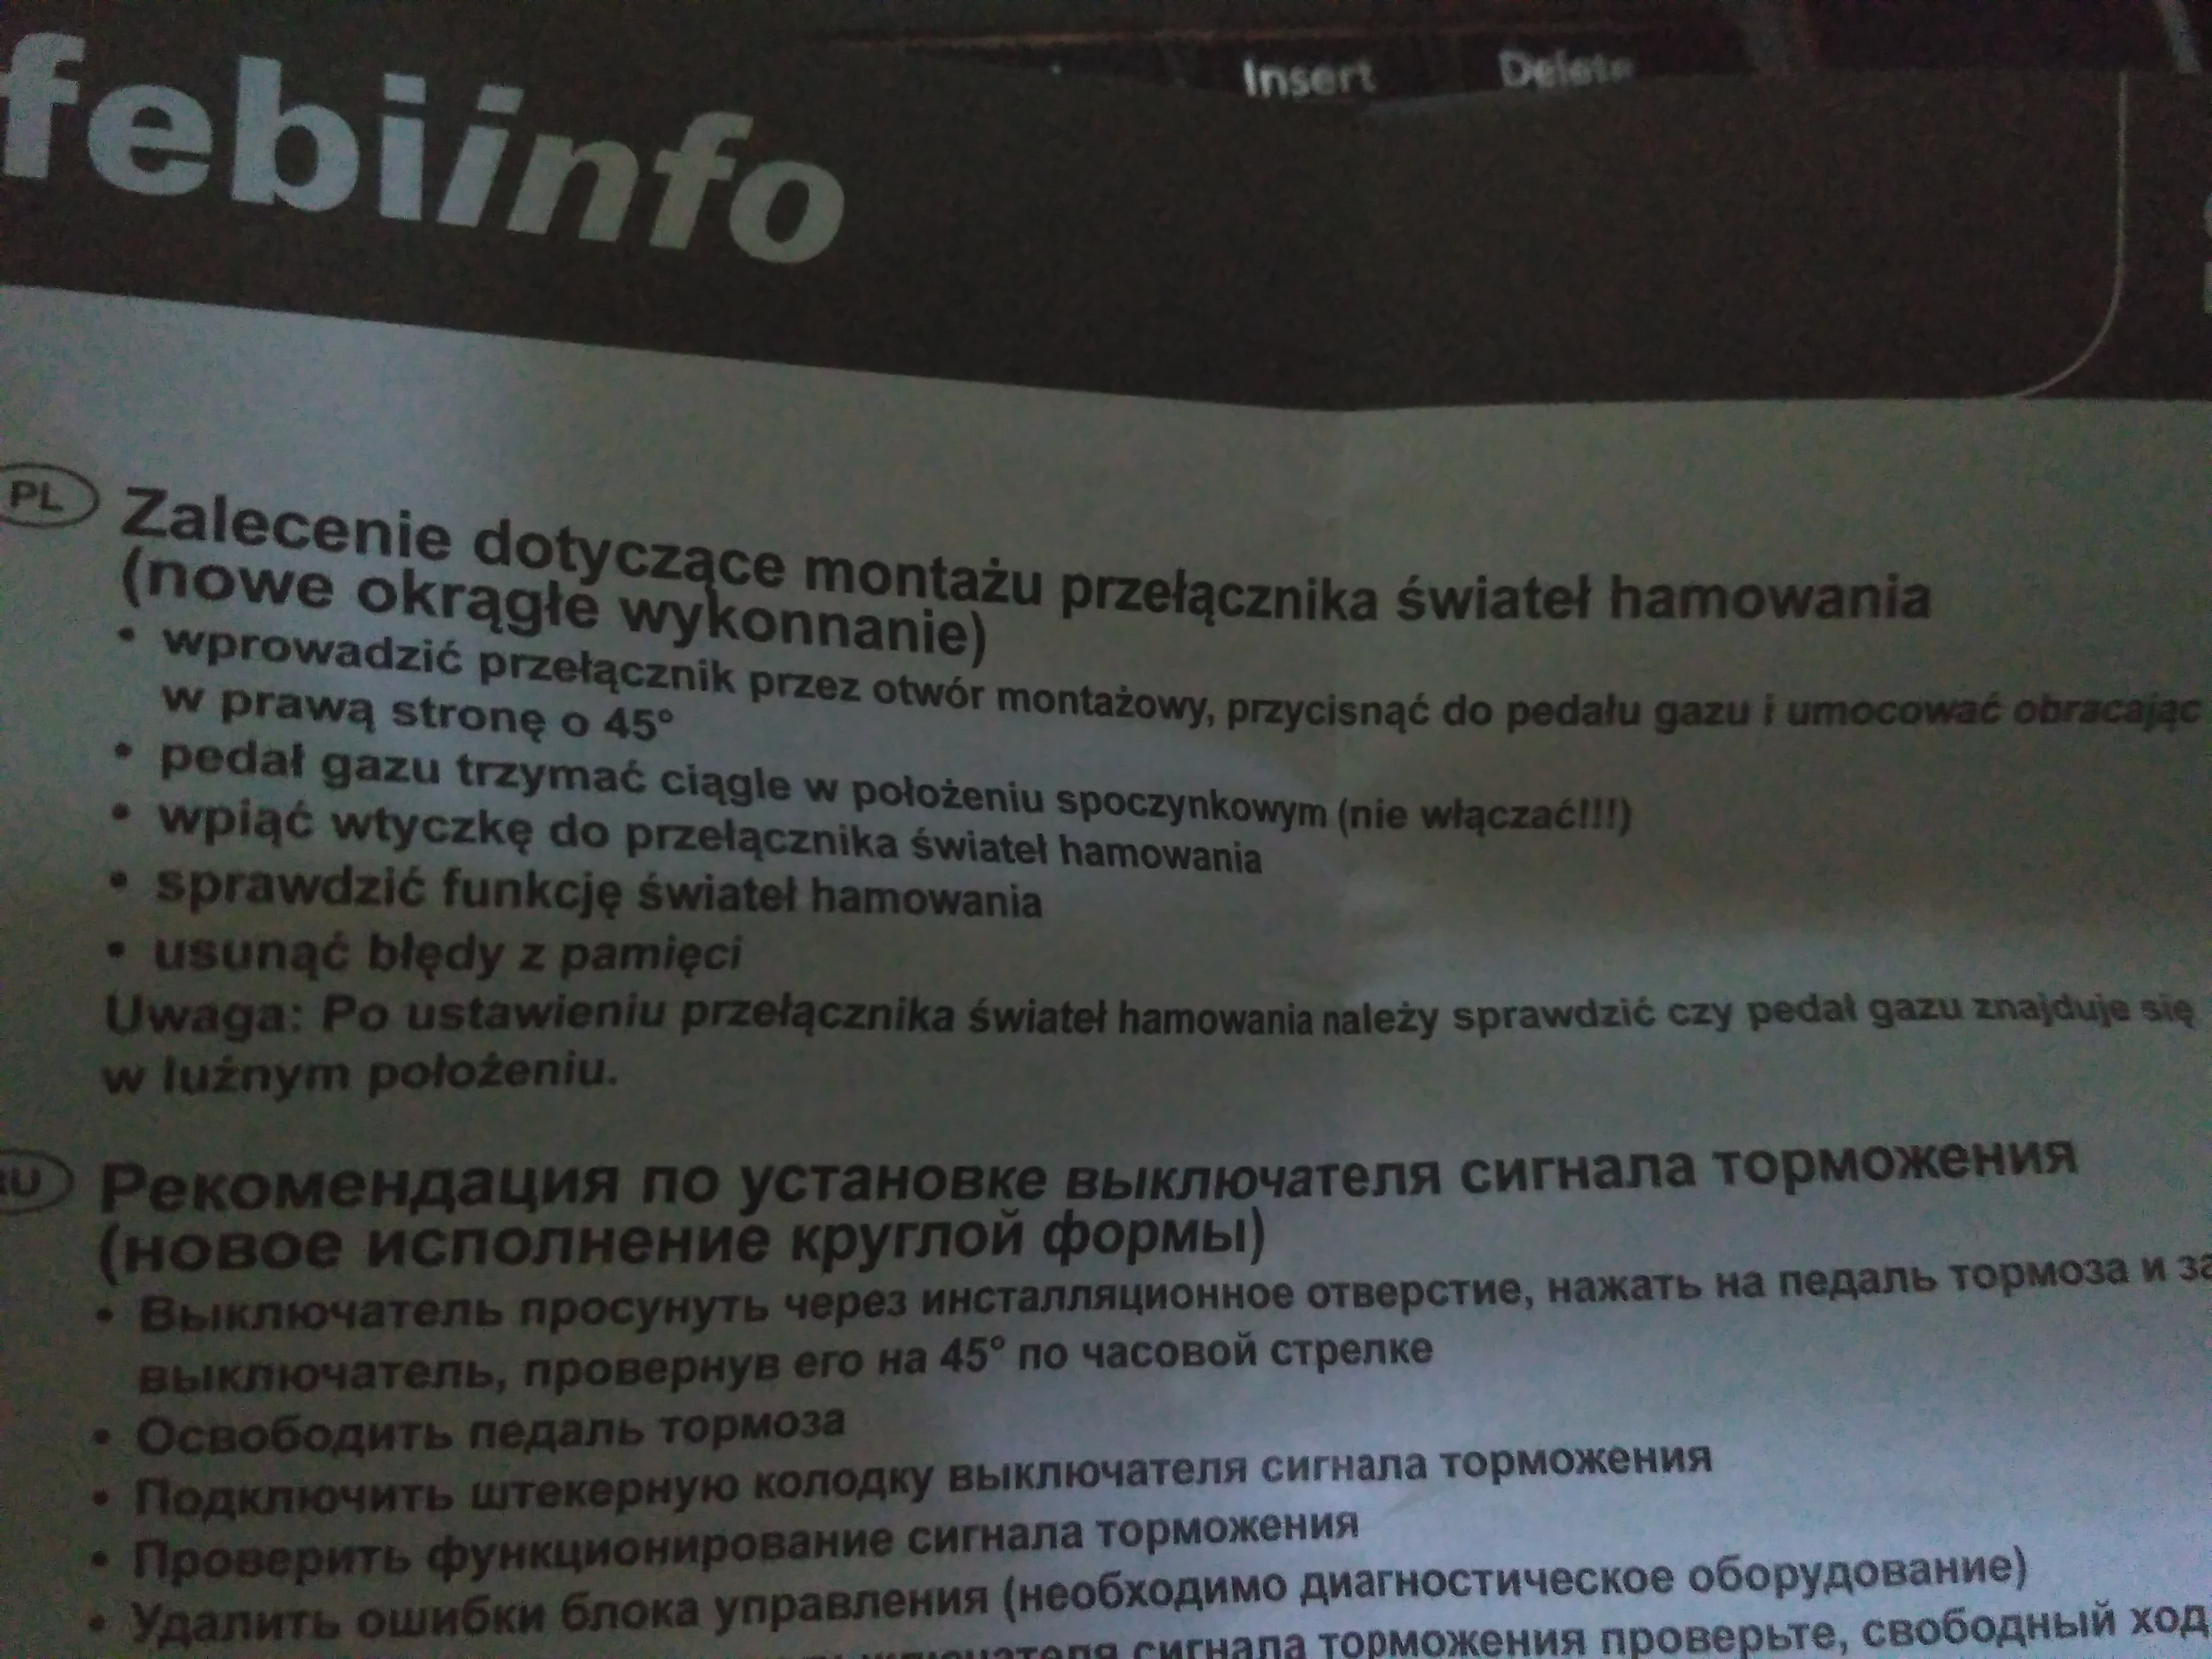 Insert Delete
febiinfo
PL
Zalecenie dotyczące montażu przełącznika świateł hamowania
(nowe okrągłe wykonnanie)
• wprowadzić przełącznik przez otwór montażowy, przycisnąć do pedału gazu i umocować obracając
w prawą stronę o 45°
• pedał gazu trzymać ciągle w położeniu spoczynkowym (nie włączać!!!)
• wpiąć wtyczkę do przełącznika świateł hamowania
• sprawdzić funkcję świateł hamowania
• usunąć błędy z pamięci
Uwaga: Po ustawieniu przełącznika świateł hamowania należy sprawdzić czy pedał gazu znajduje się
w luźnym położeniu.
RU
Рекомендация по установке выключателя сигнала торможения
(новое исполнение круглой формы)
• Выключатель просунуть через инсталляционное отверстие, нажать на педаль тормоза и
выключатель, провернув его на 45° по часовой стрелке
• Освободить педаль тормоза
• Подключить штекерную колодку выключателя сигнала торможения
• Проверить функционирование сигнала торможения
• Удалить ошибки блока управления (необходимо диагностическое оборудование)
сигнала торможения проверьте, свободный ход